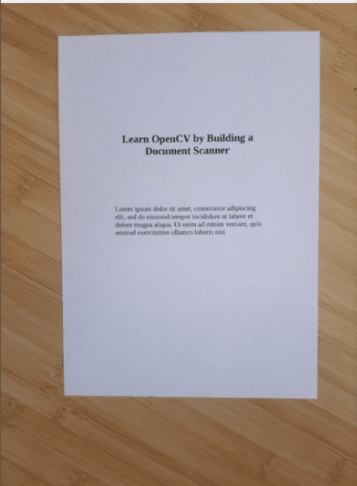 Learn OpenCV by Building a
Document Scanner
Lorem ipsum dolor sit amet, consectetur adipiscing
elit, sed do eiusmod tempor incididunt ut labore et
dolore magna aliqua. Ut enim ad minim veniam, quis
nostrud exercitation ullamco laboris nisi